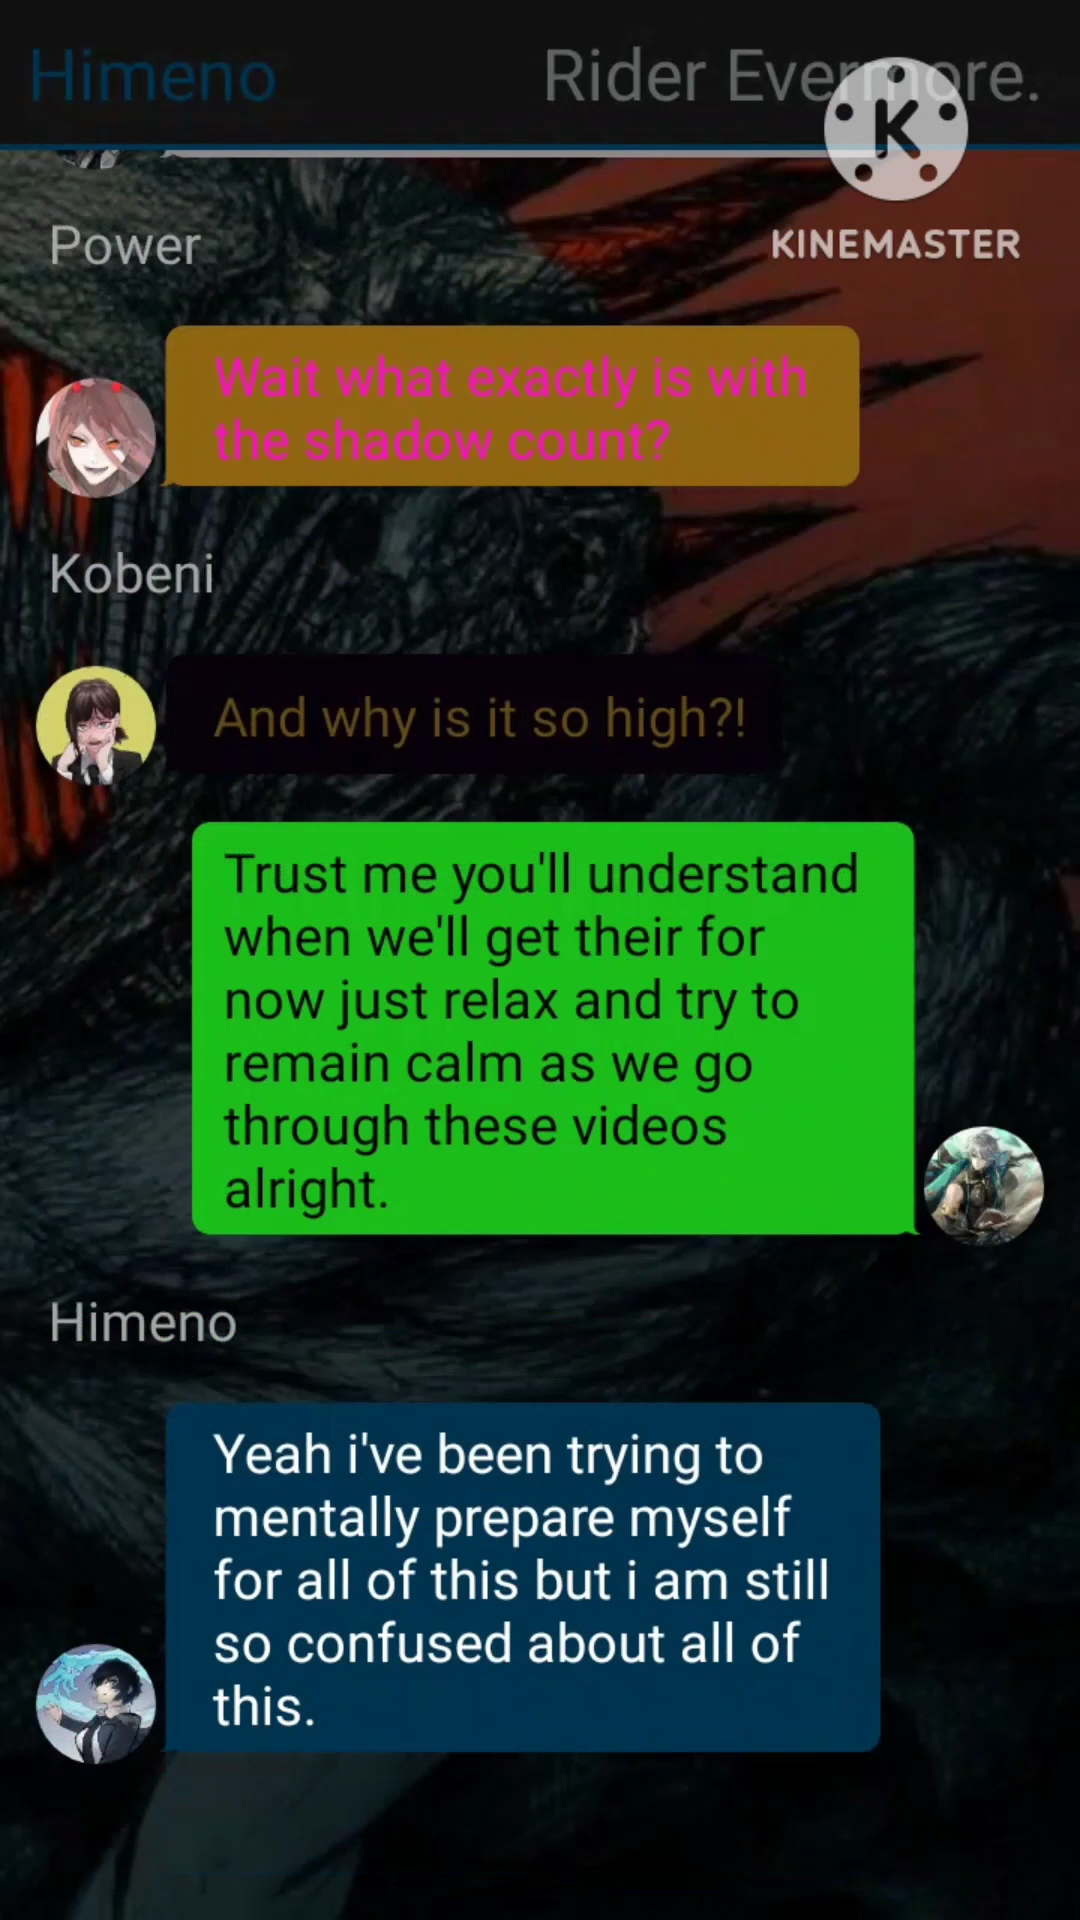 Himeno
Rider Evermore.
K
KINEMASTER
Power
Wait what exactly is with
the shadow count?
Kobeni
And why is it so high?!
Trust me you'll understand
when we'll get their for
now just relax and try to
remain calm as we go
through these videos
alright.
Himeno
Yeah i've been trying to
mentally prepare myself
for all of this but i am still
so confused about all of
this.